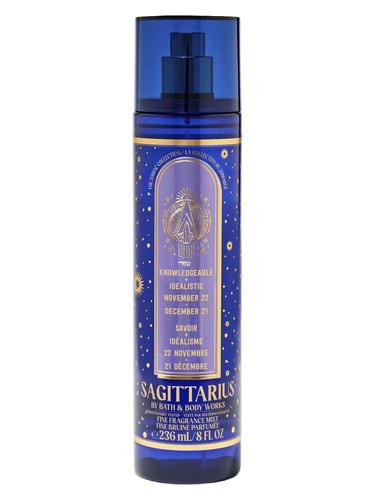 THE ZODIAC COLLECTION / LA COLLECTION DU ZODIAQUE
KNOWLEDGEABLE
+
IDEALISTIC
NOVEMBER 22
-
DECEMBER 21
SAVOIR
+
IDÉALISME
22 NOVEMBRE
-
21 DÉCEMBRE
SAGITTARIUS
BY BATH & BODY WORKS
FINE FRAGRANCE MIST
FINE BRUINE PARFUMÉE
℮236 mL/8 FL OZ